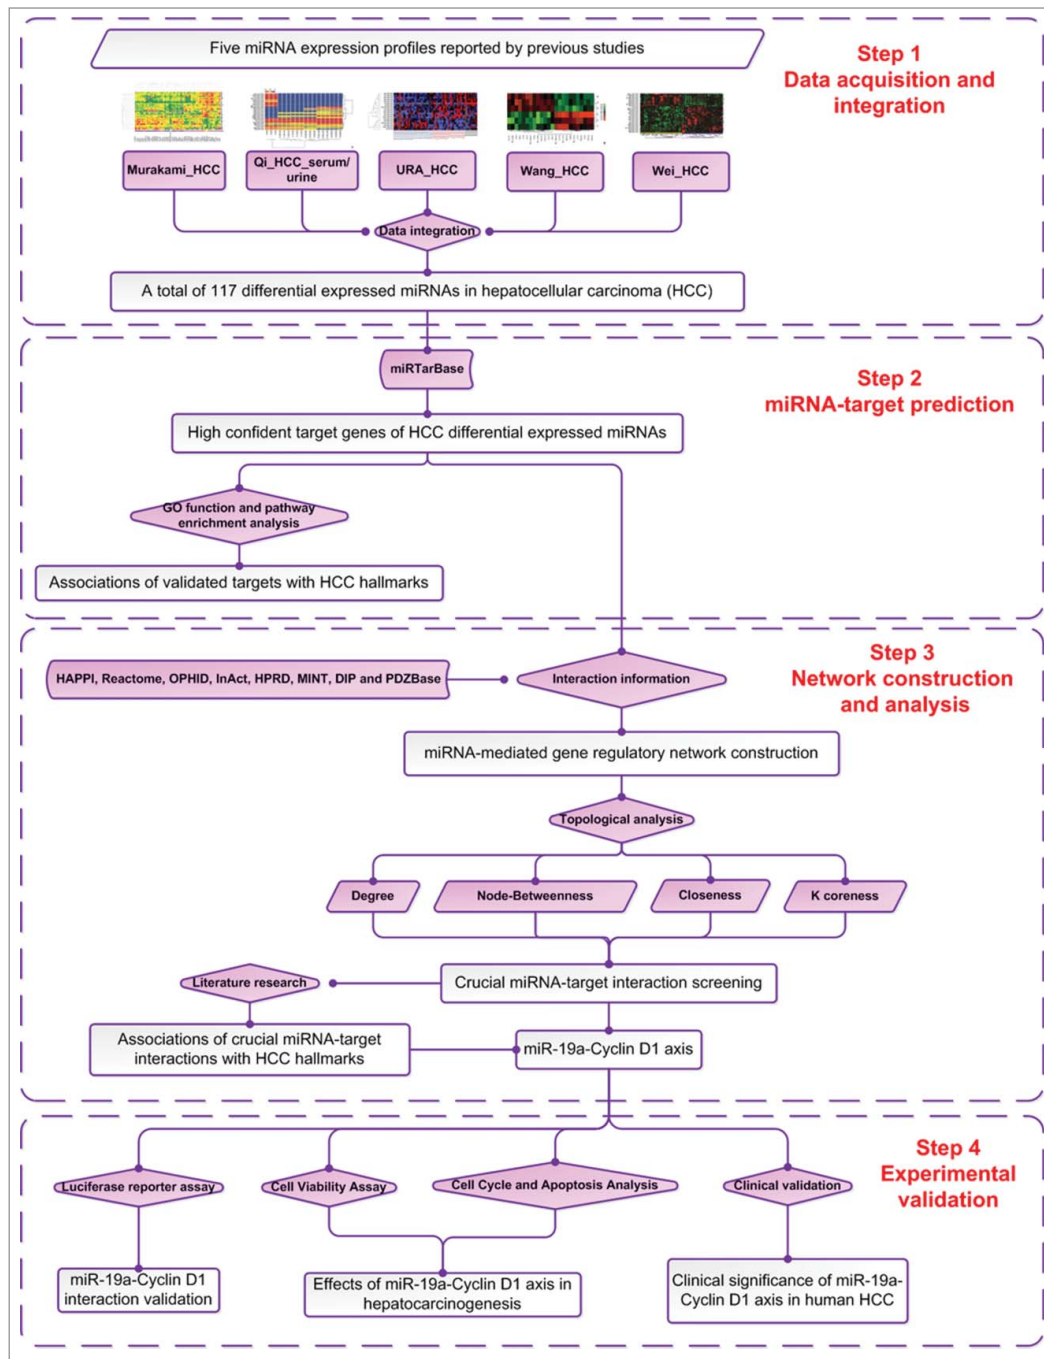 Five miRNA expression profiles reported by previous studies
Step 1
Data acquisition and
integration
Murakami_HCC
Qi_HCC_serum/
urine
URA_HCC
Wang_HCC
Wei_HCC
Data integration
A total of 117 differential expressed miRNAs in hepatocellular carcinoma (HCC)
miRTarBase
Step 2
miRNA-target prediction
High confident target genes of HCC differential expressed miRNAs
GO function and pathway
enrichment analysis
Associations of validated targets with HCC hallmarks
Step 3
Network construction
and analysis
HAPPI, Reactome, OPHID, InAct, HPRD, MINT, DIP and PDZBase
Interaction information
miRNA-mediated gene regulatory network construction
Topological analysis
Degree
Node-Betweenness
Closeness
K coreness
Literature research
Crucial miRNA-target interaction screening
Associations of crucial miRNA-target
interactions with HCC hallmarks
miR-19a-Cyclin D1 axis
Step 4
Experimental
validation
Luciferase reporter assay
Cell Viability Assay
Cell Cycle and Apoptosis Analysis
Clinical validation
miR-19a-Cyclin D1
interaction validation
Effects of miR-19a-Cyclin D1 axis in
hepatocarcinogenesis
Clinical significance of miR-19a-
Cyclin D1 axis in human HCC